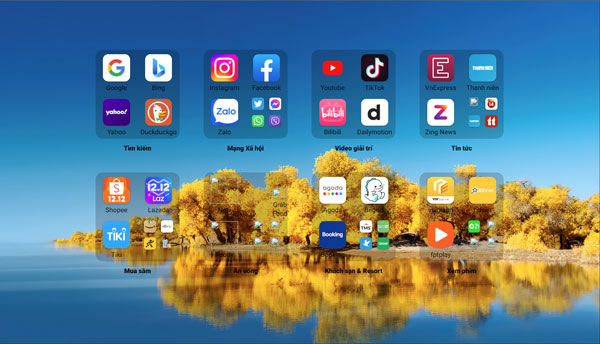 Google
Bing
Yahoo
Duckduckgo
Tìm kiếm
Instagram
Facebook
Zalo
Zalo
Mạng Xã hội
Youtube
TikTok
bilibili
Bilibili
Dailymotion
Video giải trí
VnExpress
THANH NIÊN
Thanh niên
Zing News
Tin tức
12.12
Shopee
12.12
Laz
Lazada
TIKI
Tiki
Mua sắm
Grab
Food
Ăn uống
agoda
Agoda
Booking
Khách sạn & Resort
fptplay
Xem phim